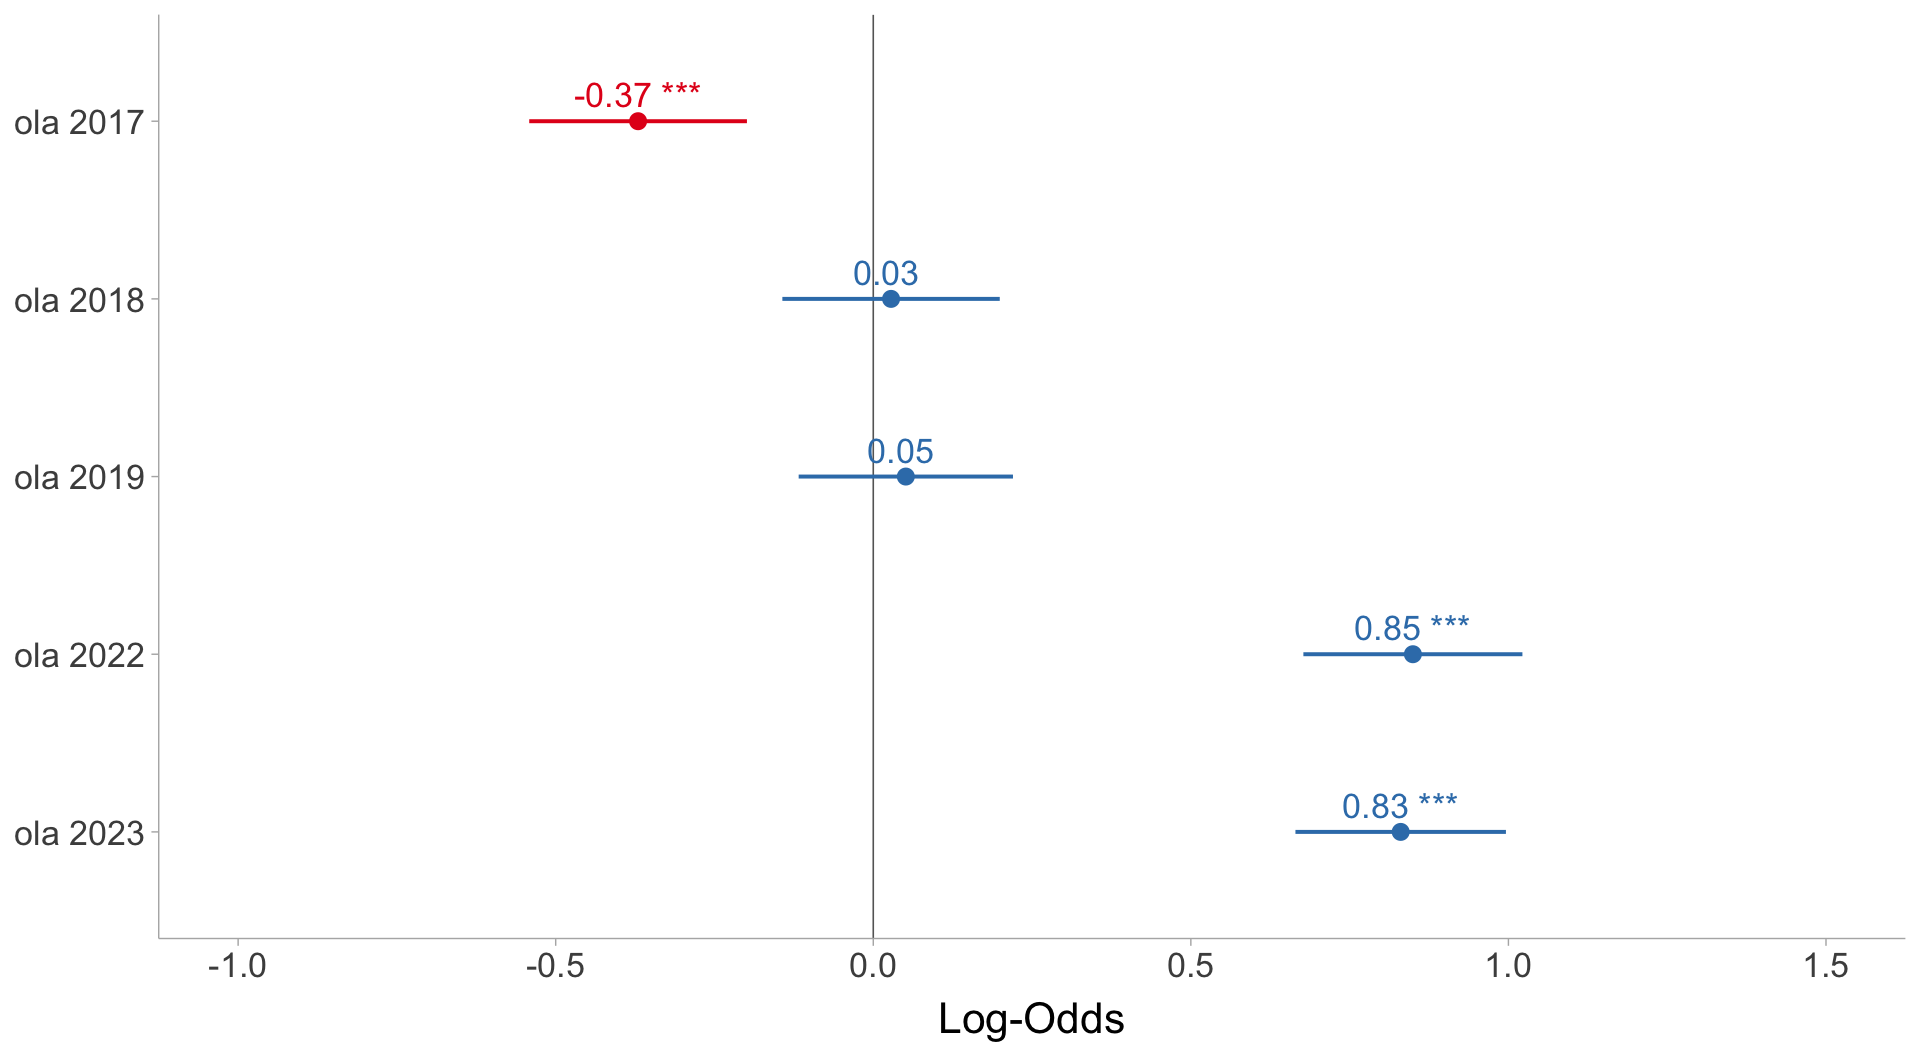 -0.37 ***
ola 2017
0.03
ola 2018
0.05
ola 2019
0.85 ***
ola 2022
0.83 ***
ola 2023
-1.0 -0.5 0.0 0.5 1.0 1.5
Log-Odds